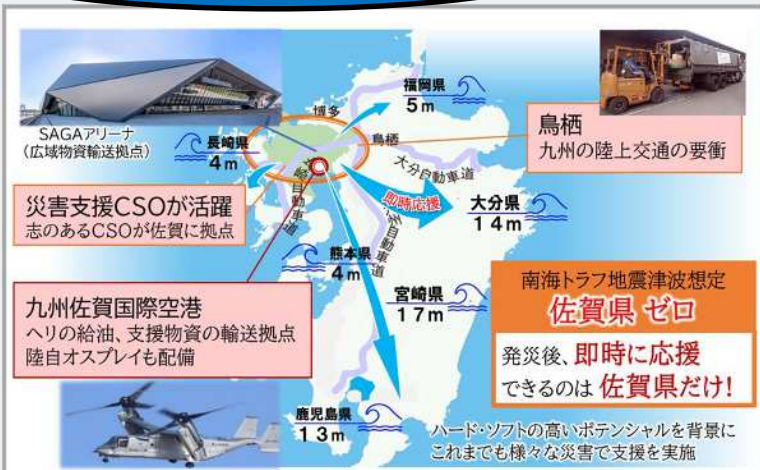 SAGAアリーナ
(広域物資輸送拠点)
福岡県
5m
博多
鳥栖
長崎県
4m
鳥栖
九州の陸上交通の要衝
大分自動車道
災害支援CSOが活躍
志のあるCSOが佐賀に拠点
即時応援
大分県
14m
自動車道
自動車道
熊本県
4m
宮崎県
17m
九州佐賀国際空港
ヘリの給油、支援物資の輸送拠点
陸自オスプレイも配備
南海トラフ地震津波想定
佐賀県 ゼロ
発災後、即時に応援
できるのは 佐賀県だけ!
鹿児島県
13m
ハード・ソフトの高いポテンシャルを背景に
これまでも様々な災害で支援を実施